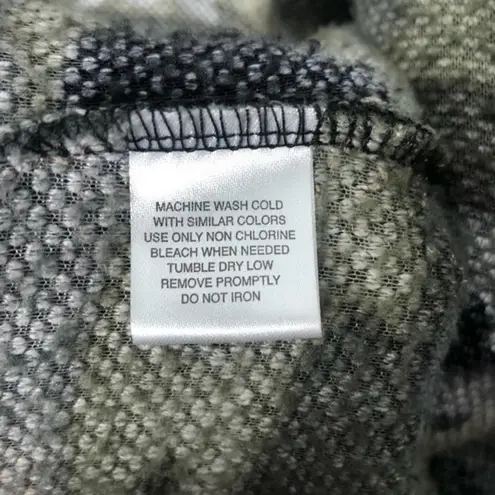 MACHINE WASH COLD
WITH SIMILAR COLORS
USE ONLY NON CHLORINE
BLEACH WHEN NEEDED
TUMBLE DRY LOW
REMOVE PROMPTLY
DO NOT IRON